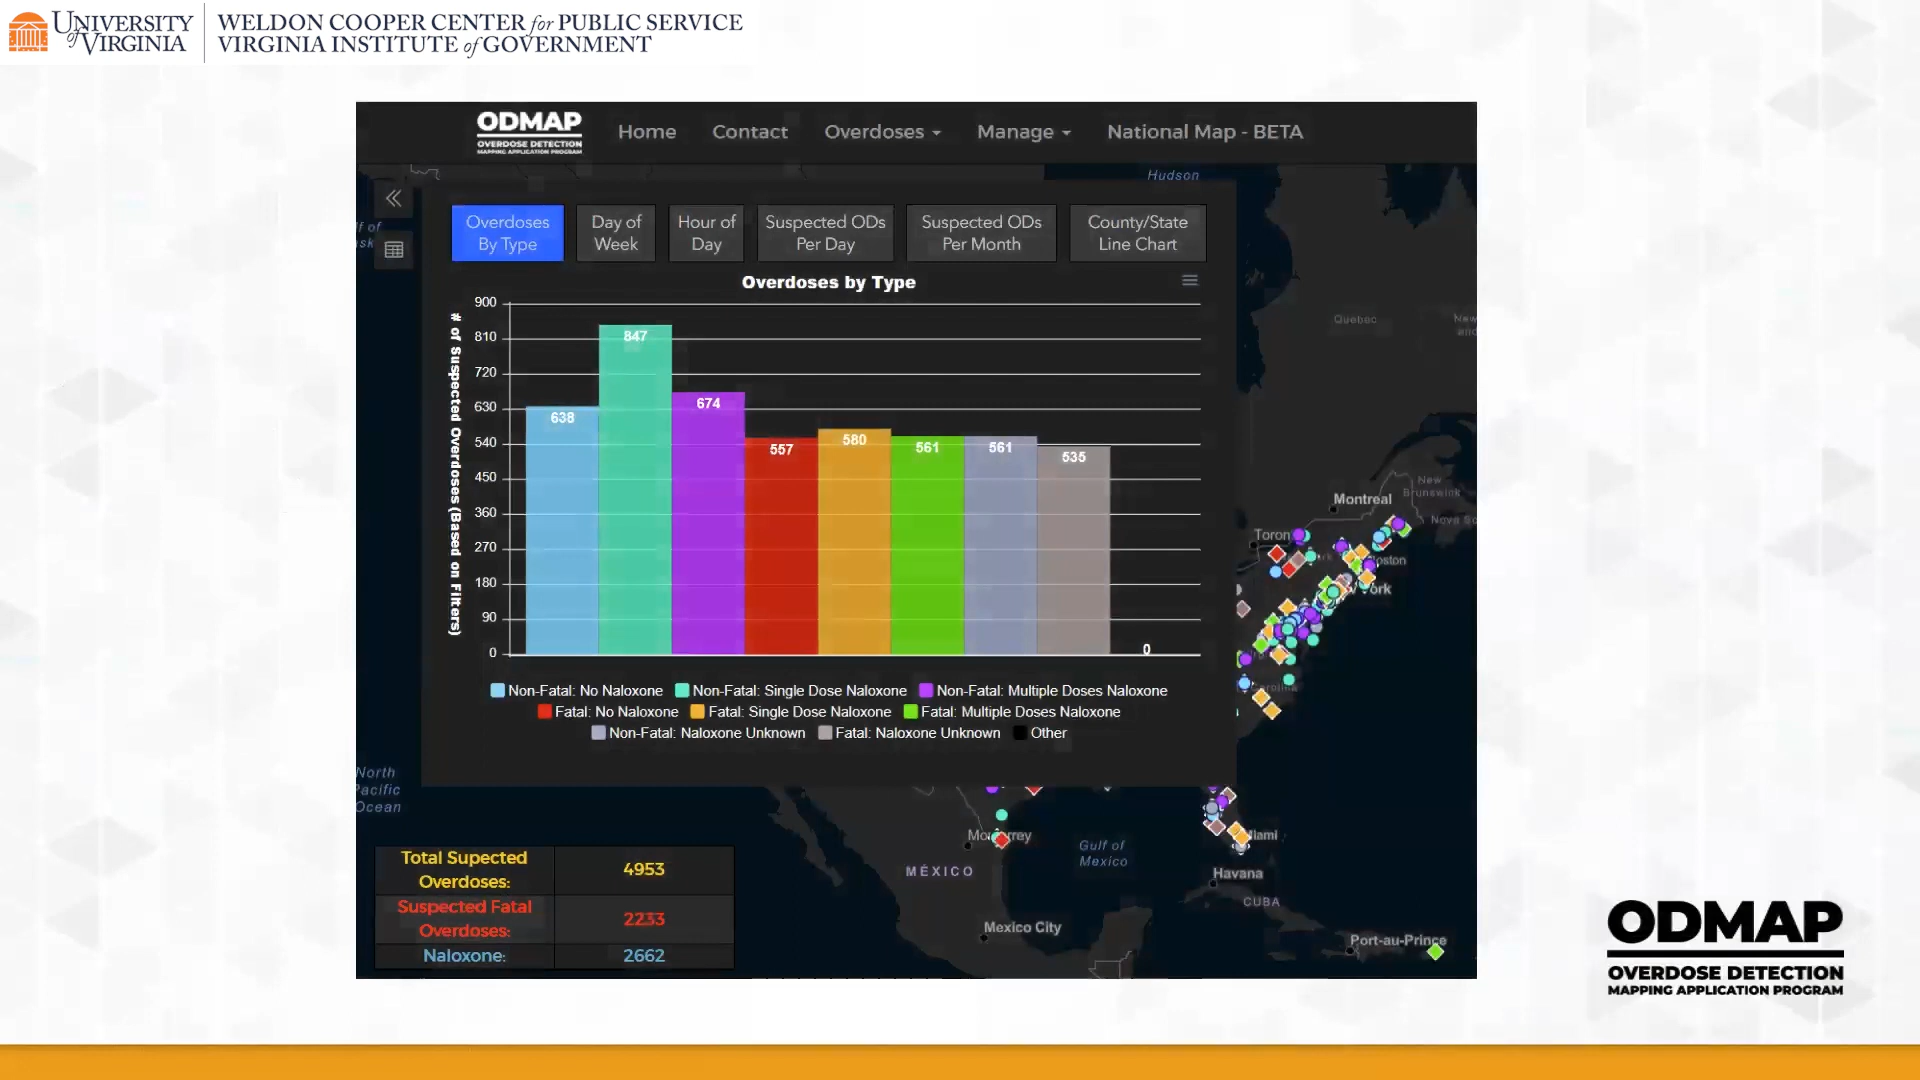 UNIVERSITY of VIRGINIA
WELDON COOPER CENTER for PUBLIC SERVICE
VIRGINIA INSTITUTE of GOVERNMENT
ODMAP
OVERDOSE DETECTION
MAPPING APPLICATION PROGRAM
Home
Contact
Overdoses
Manage
National Map - BETA
Hudson
Overdoses
By Type
Day of
Week
Hour of
Day
Suspected ODs
Per Day
Suspected ODs
Per Month
County/State
Line Chart
Overdoses by Type
# of Suspected Overdoses (Based on Filters)
900
810
720
630
540
450
360
270
180
90
0
638
847
674
557
580
561
561
535
0
Non-Fatal: No Naloxone
Non-Fatal: Single Dose Naloxone
Non-Fatal: Multiple Doses Naloxone
Fatal: No Naloxone
Fatal: Single Dose Naloxone
Fatal: Multiple Doses Naloxone
Non-Fatal: Naloxone Unknown
Fatal: Naloxone Unknown
Other
Quebec
New
Brunswick
Montreal
North
Pacific
Ocean
MÉXICO
Gulf of
Mexico
Havana
CUBA
Mexico City
Port-au-Prince
Total Supected
Overdoses:
4953
Suspected Fatal
Overdoses:
2233
Naloxone:
2662
ODMAP
OVERDOSE DETECTION
MAPPING APPLICATION PROGRAM